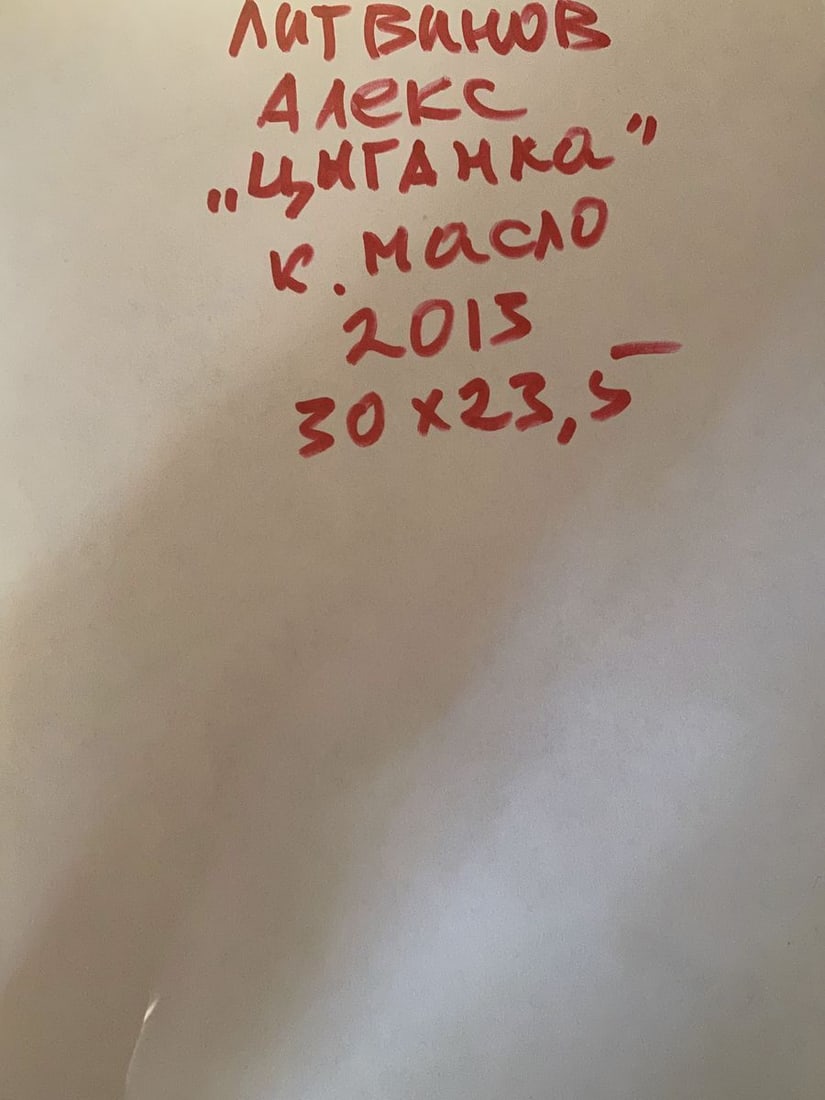 Литвинов
Алекс
„Циганка”
к. масло
2013
30 х 23,5